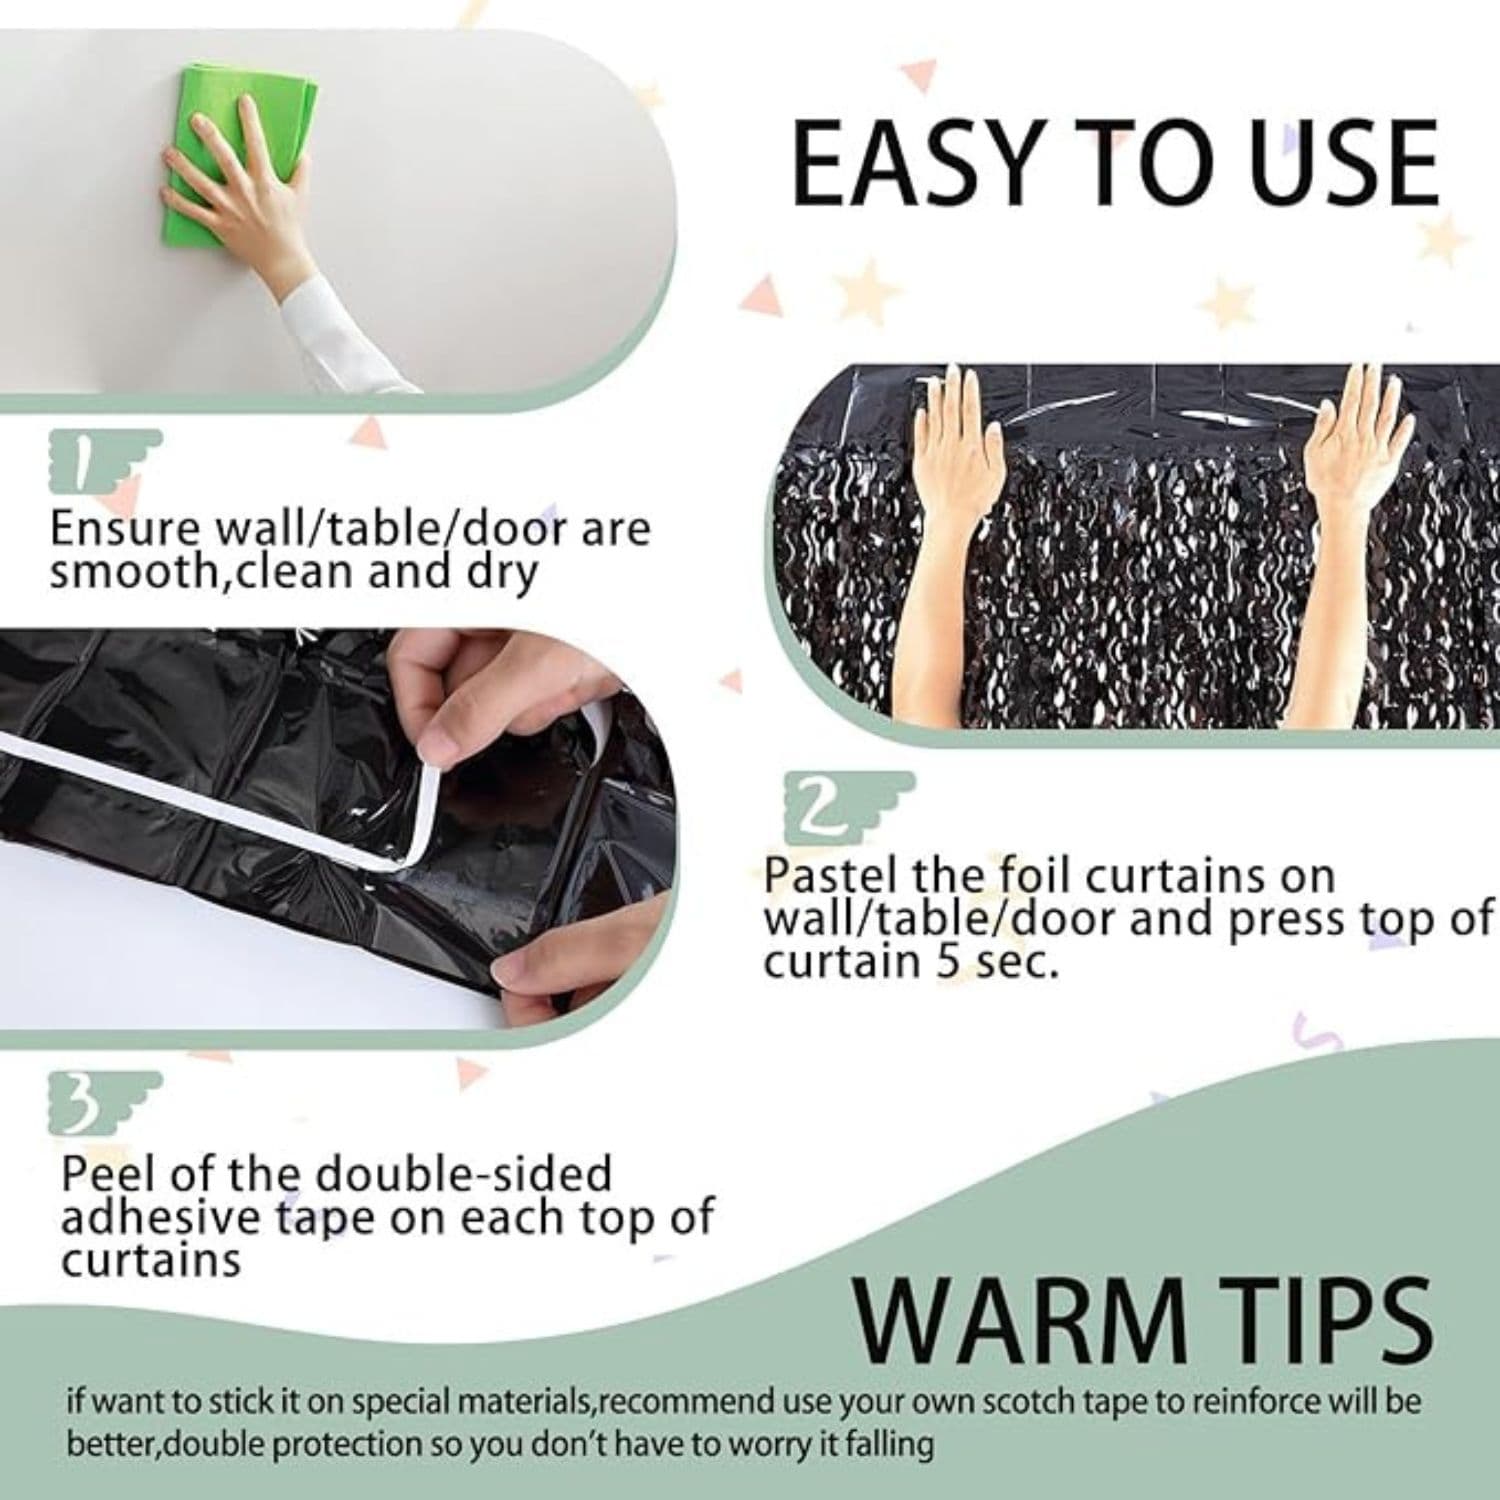 EASY TO USE
1
Ensure wall/table/door are
smooth,clean and dry
2
Pastel the foil curtains on
wall/table/door and press top of
curtain 5 sec.
3
Peel of the double-sided
adhesive tape on each top of
curtains
WARM TIPS
if want to stick it on special materials,recommend use your own scotch tape to reinforce will be
better,double protection so you don't have to worry it falling